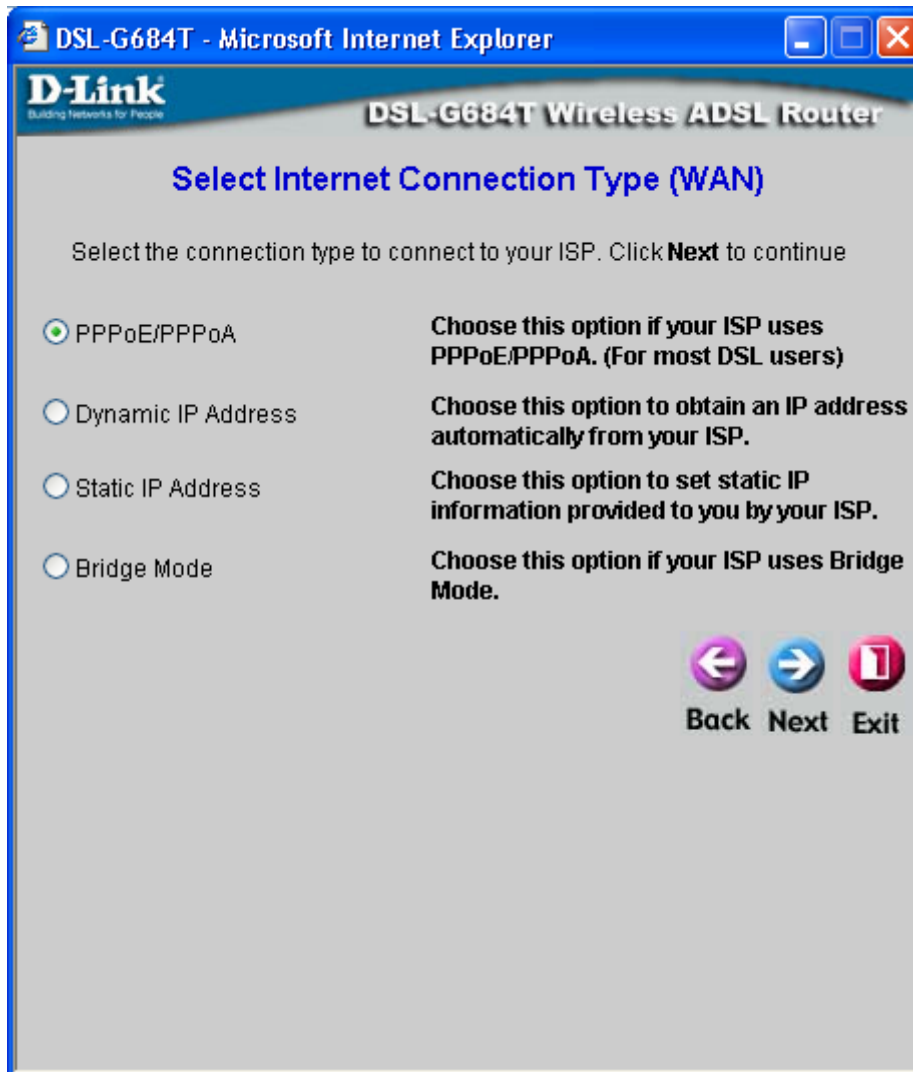 DSL-G684T - Microsoft Internet Explorer
D-Link
Building Networks for People
DSL-G684T Wireless ADSL Router
Select Internet Connection Type (WAN)
Select the connection type to connect to your ISP. Click Next to continue
PPPoE/PPPoA
Choose this option if your ISP uses
PPPoE/PPPoA. (For most DSL users)
Dynamic IP Address
Choose this option to obtain an IP address
automatically from your ISP.
Static IP Address
Choose this option to set static IP
information provided to you by your ISP.
Bridge Mode
Choose this option if your ISP uses Bridge
Mode.
Back Next Exit